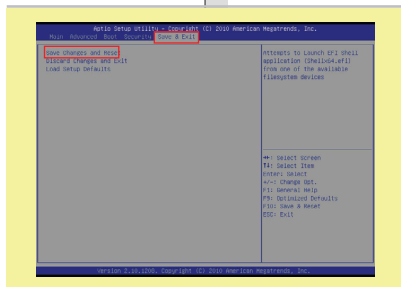 Aptio Setup Utility - Copyright (C) 2010 American Megatrends, Inc.
Main Advanced Boot Security Save & Exit
Save Changes and Reset
Discard Changes and Exit
Load Setup Defaults
Attempts to Launch EFI Shell
application (Shellx64.efi)
from one of the available
filesystem devices
↔: Select Screen
↑↓: Select Item
Enter: Select
+/-: Change Opt.
F1: General Help
F9: Optimized Defaults
F10: Save & Reset
ESC: Exit
Version 2.10.1208. Copyright (C) 2010 American Megatrends, Inc.